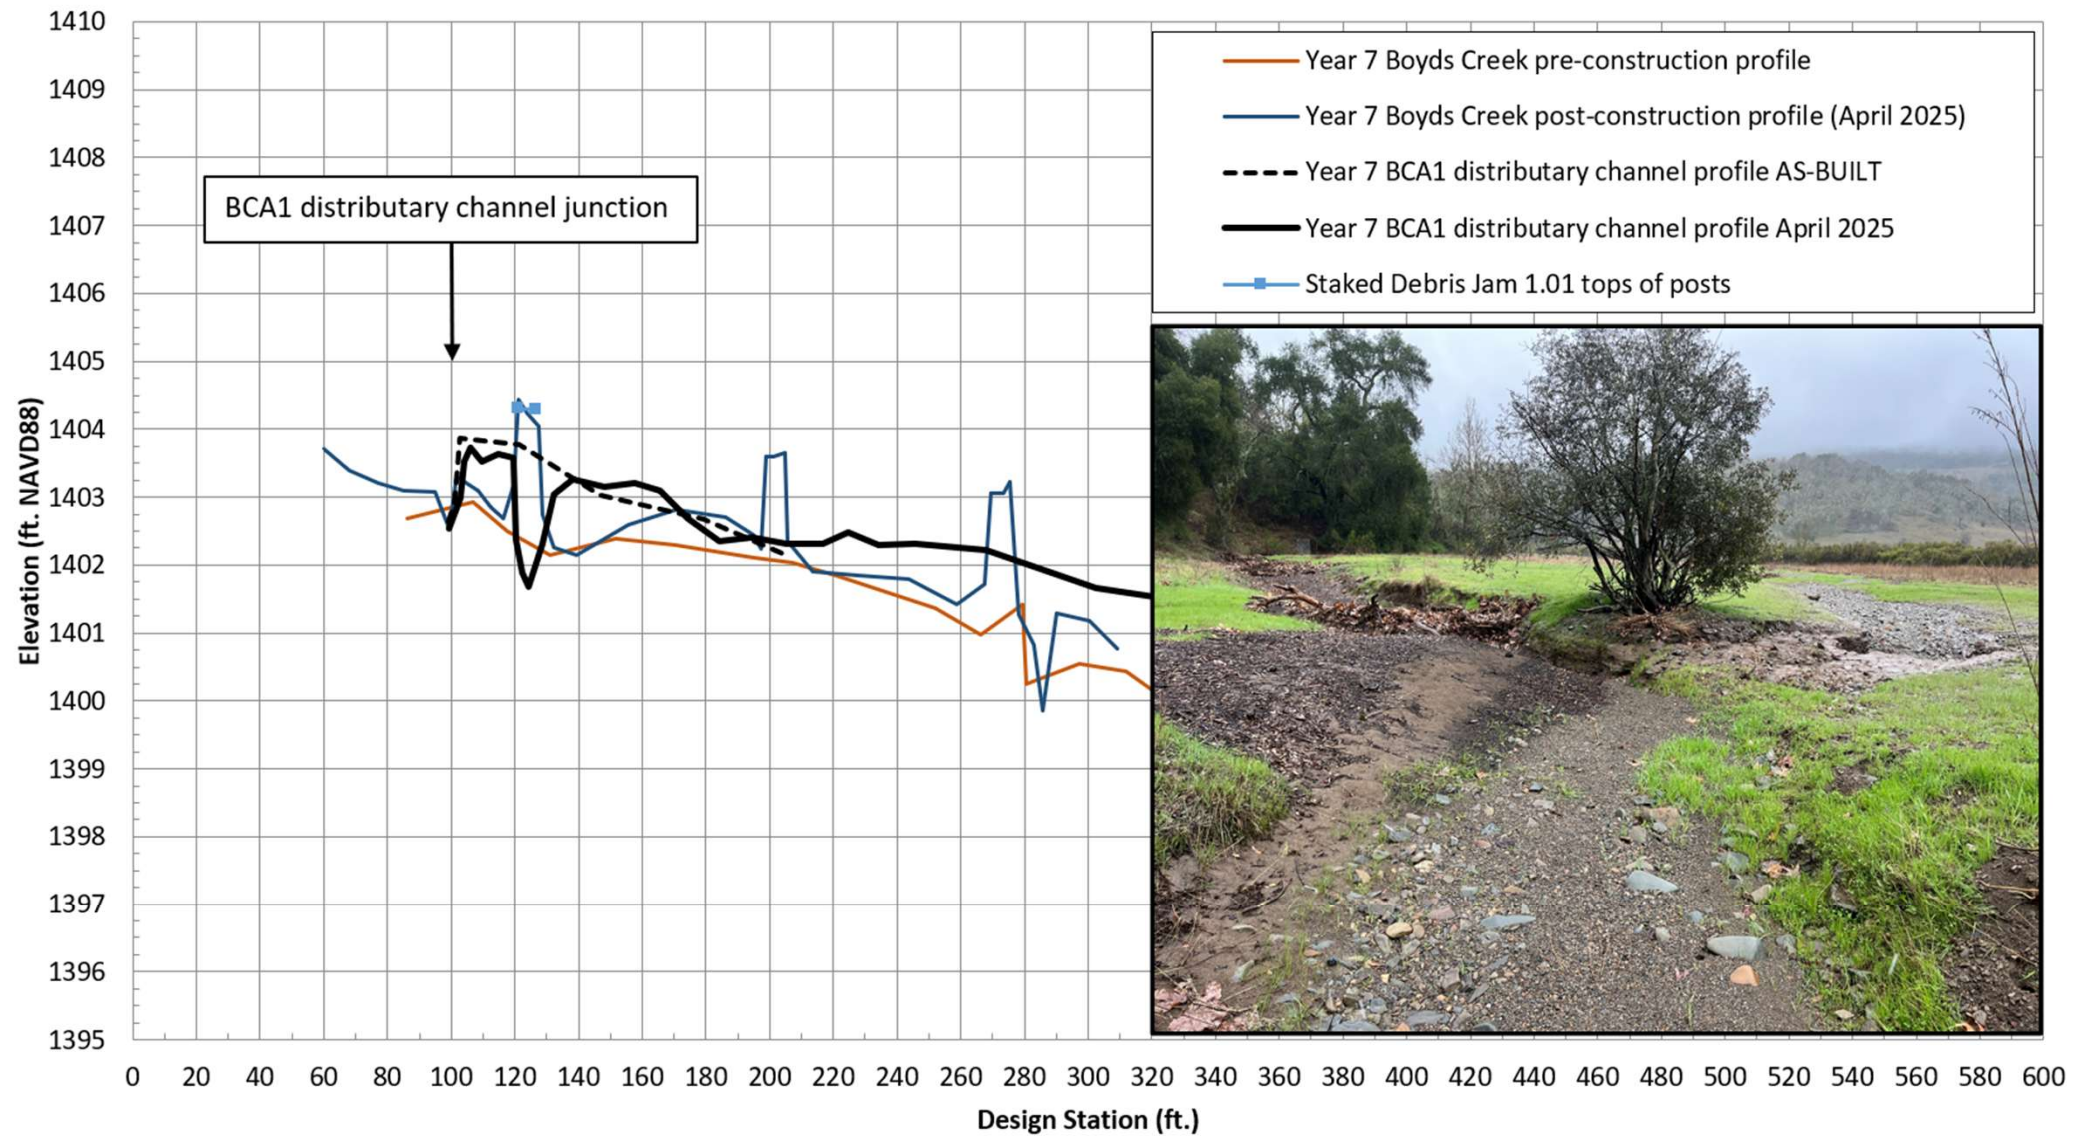 1410
1409
1408
1407
1406
1405
1404
1403
1402
1401
1400
1399
1398
1397
1396
1395
Elevation (ft. NAVD88)
BCA1 distributary channel junction
Year 7 Boyds Creek pre-construction profile
Year 7 Boyds Creek post-construction profile (April 2025)
Year 7 BCA1 distributary channel profile AS-BUILT
Year 7 BCA1 distributary channel profile April 2025
Staked Debris Jam 1.01 tops of posts
0 20 40 60 80 100 120 140 160 180 200 220 240 260 280 300 320 340 360 380 400 420 440 460 480 500 520 540 560 580 600
Design Station (ft.)